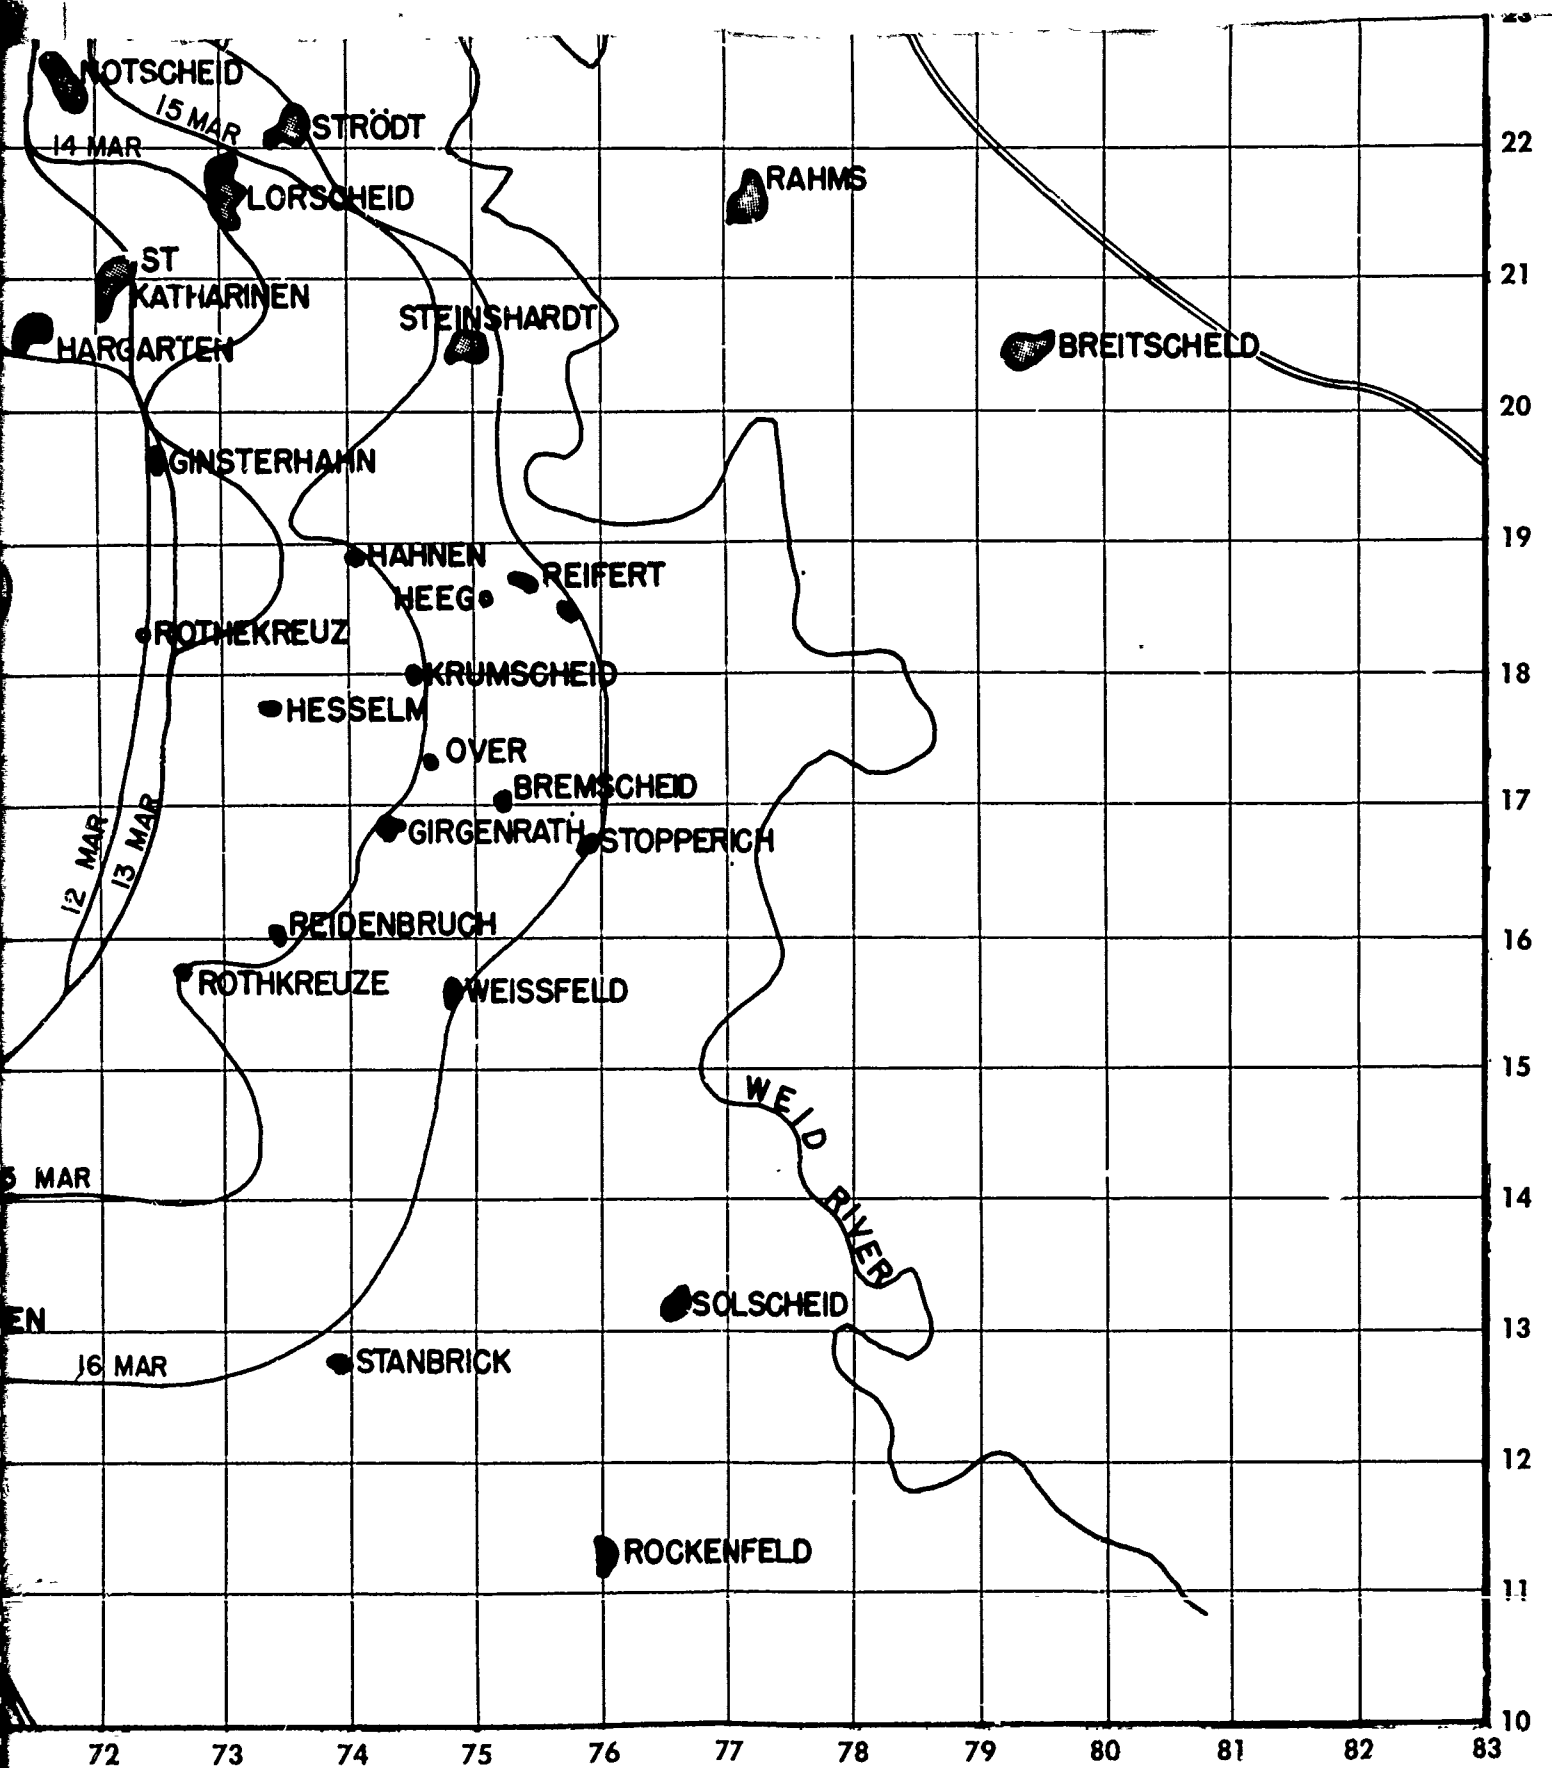 NOTSCHEID
15 MAR
STRÖDT
14 MAR
22
RAHMS
LORSCHEID
ST
KATHARINEN
21
STEINSHARDT
HARGARTEN
BREITSCHELD
20
GINSTERHAHN
19
HAHNEN
REIFERT
HEEG
ROTHEKREUZ
KRUMSCHEID
18
HESSELM
OVER
BREMSCHEID
17
GIRGENRATH
STOPPERICH
12 MAR
13 MAR
REIDENBRUCH
16
ROTHKREUZE
WEISSFELD
15
WEID
RIVER
MAR
14
SOLSCHEID
EN
13
16 MAR
STANBRICK
12
ROCKENFELD
11
10
72 73 74 75 76 77 78 79 80 81 82 83